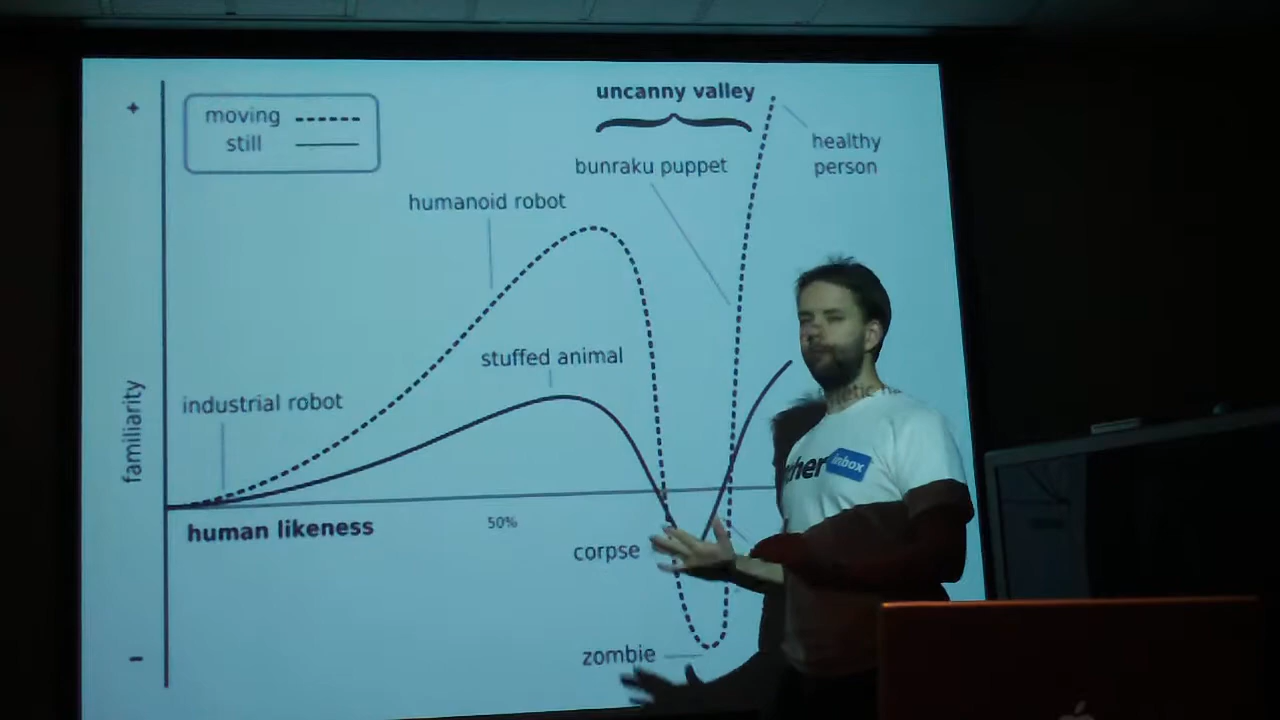 +
moving
still
uncanny valley
healthy
person
bunraku puppet
humanoid robot
stuffed animal
industrial robot
familiarity
inbox
human likeness
50%
corpse
zombie
-